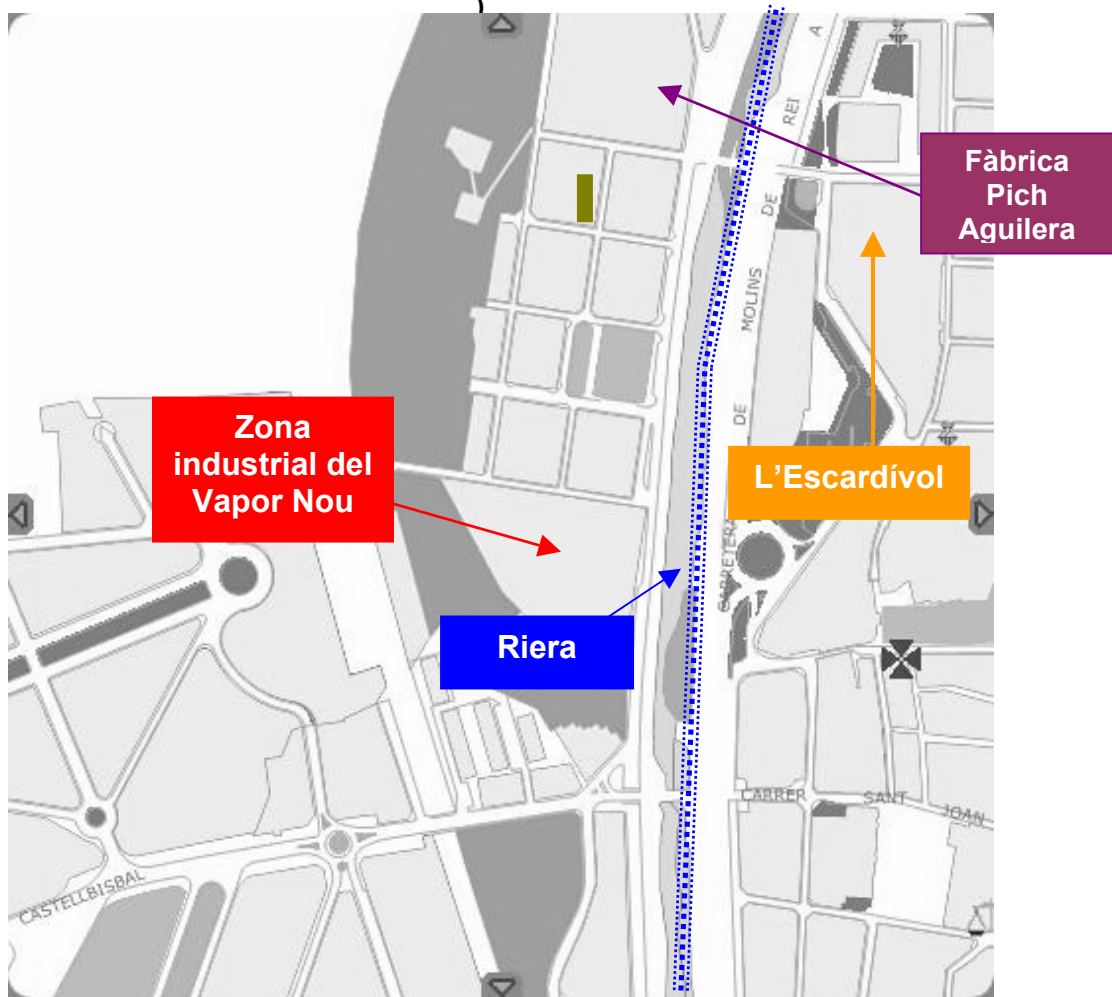 )
A
REI
DE
MOLINS
DE
CARRETERA
Fàbrica
Pich
Aguilera
Zona
industrial del
Vapor Nou
L’Escardívol
Riera
CARRER SANT JOAN
CASTELLBISBAL